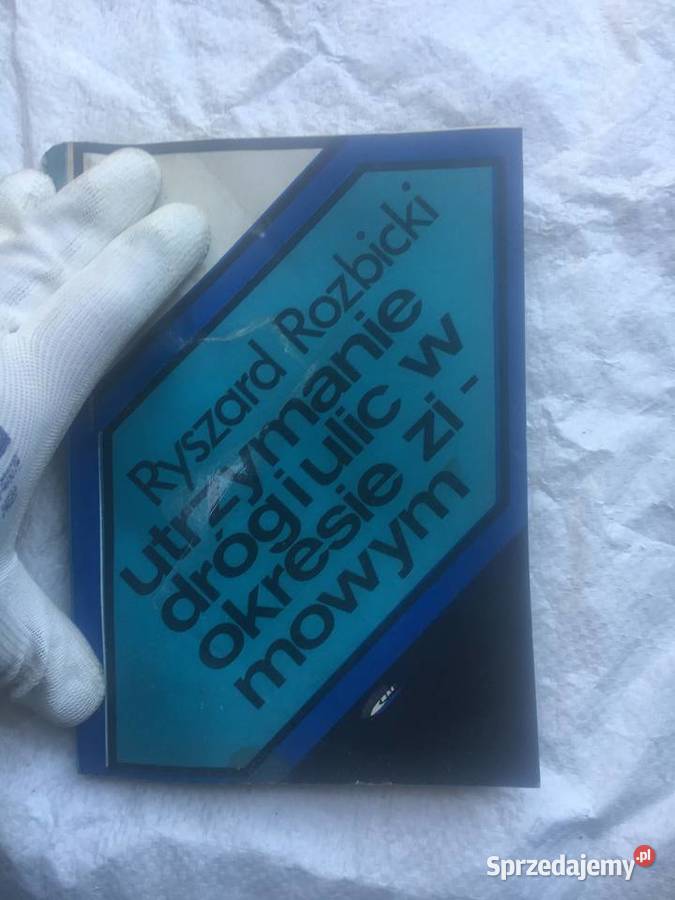 Ryszard Rozbicki
utrzymanie
dróg i ulic w
okresie zi-
mowym
Sprzedajemy.pl